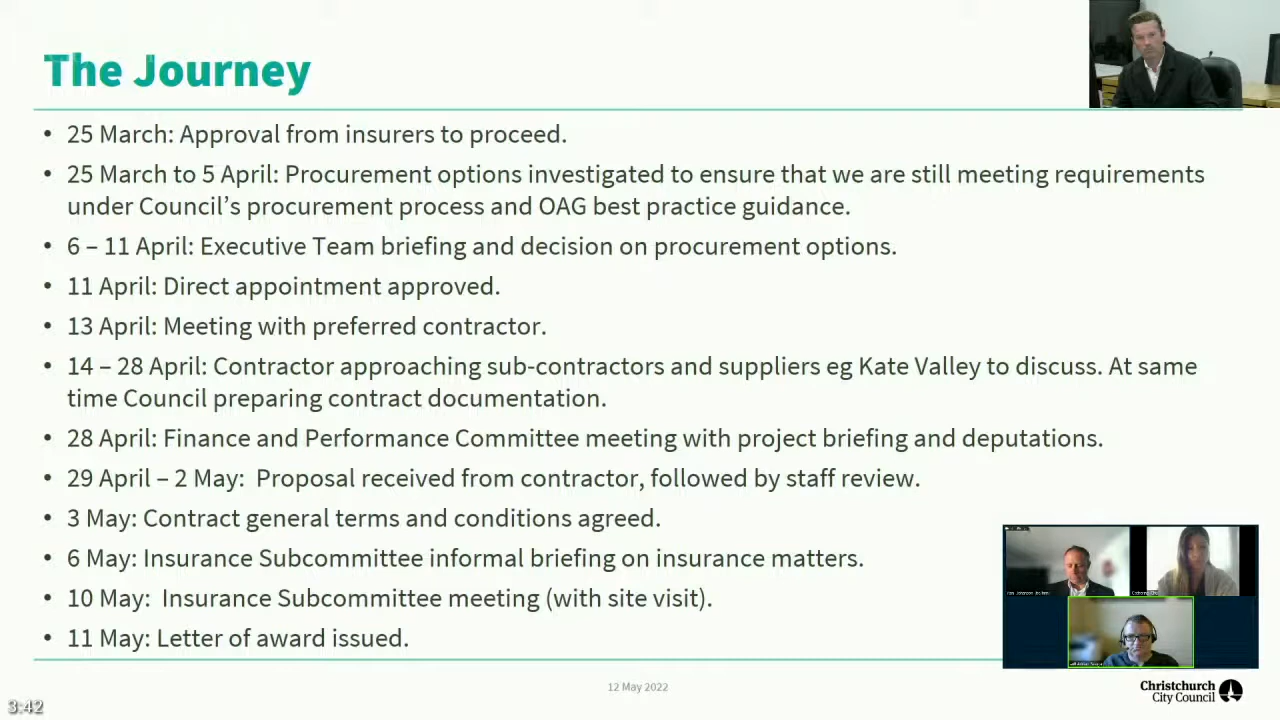 The Journey
• 25 March: Approval from insurers to proceed.
• 25 March to 5 April: Procurement options investigated to ensure that we are still meeting requirements
under Council’s procurement process and OAG best practice guidance.
• 6 – 11 April: Executive Team briefing and decision on procurement options.
• 11 April: Direct appointment approved.
• 13 April: Meeting with preferred contractor.
• 14 – 28 April: Contractor approaching sub-contractors and suppliers eg Kate Valley to discuss. At same
time Council preparing contract documentation.
• 28 April: Finance and Performance Committee meeting with project briefing and deputations.
• 29 April – 2 May:  Proposal received from contractor, followed by staff review.
• 3 May: Contract general terms and conditions agreed.
• 6 May: Insurance Subcommittee informal briefing on insurance matters.
• 10 May:  Insurance Subcommittee meeting (with site visit).
• 11 May: Letter of award issued.
12 May 2022
Christchurch
City Council
3:42